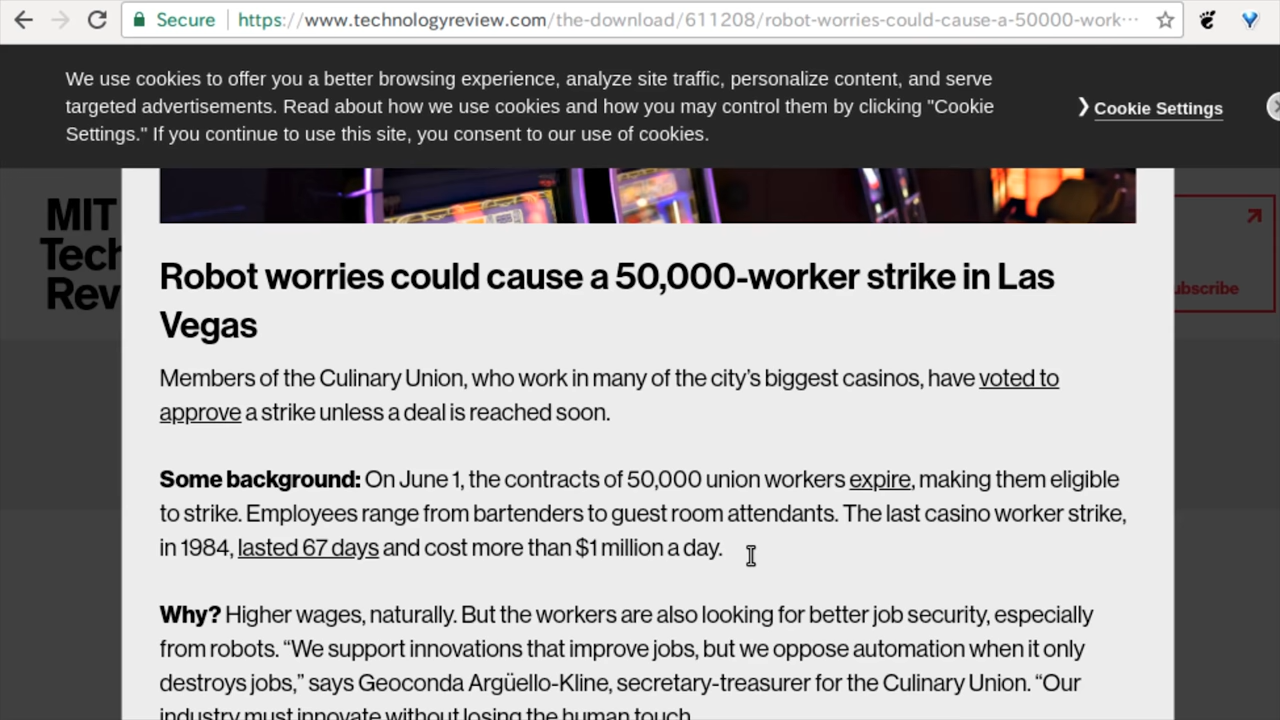 Secure
https://www.technologyreview.com/the-download/611208/robot-worries-could-cause-a-50000-work···
We use cookies to offer you a better browsing experience, analyze site traffic, personalize content, and serve
targeted advertisements. Read about how we use cookies and how you may control them by clicking "Cookie
Settings." If you continue to use this site, you consent to our use of cookies.
❯ Cookie Settings
MIT
Tech
Rev
ubscribe
Robot worries could cause a 50,000-worker strike in Las
Vegas
Members of the Culinary Union, who work in many of the city’s biggest casinos, have voted to
approve a strike unless a deal is reached soon.
Some background: On June 1, the contracts of 50,000 union workers expire, making them eligible
to strike. Employees range from bartenders to guest room attendants. The last casino worker strike,
in 1984, lasted 67 days and cost more than $1 million a day.
Why? Higher wages, naturally. But the workers are also looking for better job security, especially
from robots. “We support innovations that improve jobs, but we oppose automation when it only
destroys jobs,” says Geoconda Argüello-Kline, secretary-treasurer for the Culinary Union. “Our
industry must innovate without losing the human touch